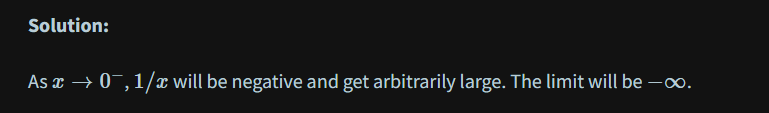 Solution:
As x → 0⁻, 1/x will be negative and get arbitrarily large. The limit will be −∞.